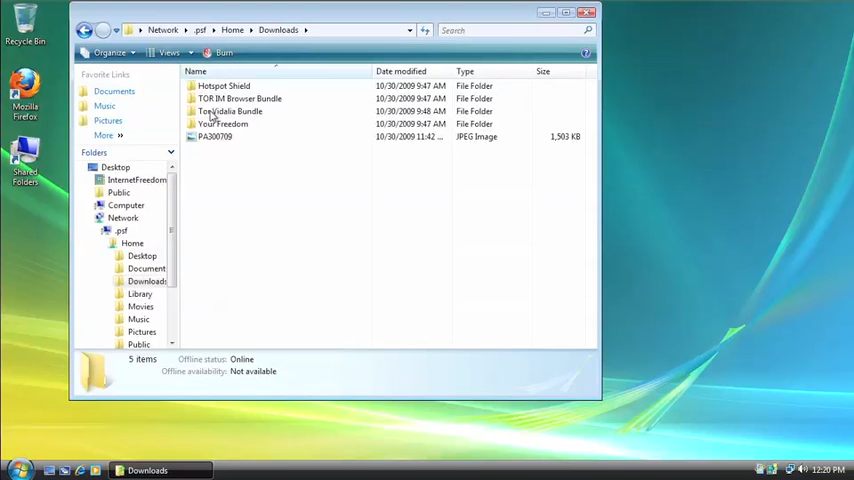 Recycle Bin
Mozilla Firefox
Shared Folders
Network .psf Home Downloads
Search
Organize Views Burn
Favorite Links
Documents
Music
Pictures
More »
Folders
Desktop
InternetFreedom
Public
Computer
Network
.psf
Home
Desktop
Document
Downloads
Library
Movies
Music
Pictures
Public
Name Date modified Type Size
Hotspot Shield 10/30/2009 9:47 AM File Folder
TOR IM Browser Bundle 10/30/2009 9:47 AM File Folder
Tor Vidalia Bundle 10/30/2009 9:48 AM File Folder
Your Freedom 10/30/2009 9:47 AM File Folder
PA300709 10/30/2009 11:42 ... JPEG Image 1,503 KB
5 items Offline status: Online
Offline availability: Not available
Downloads
12:20 PM